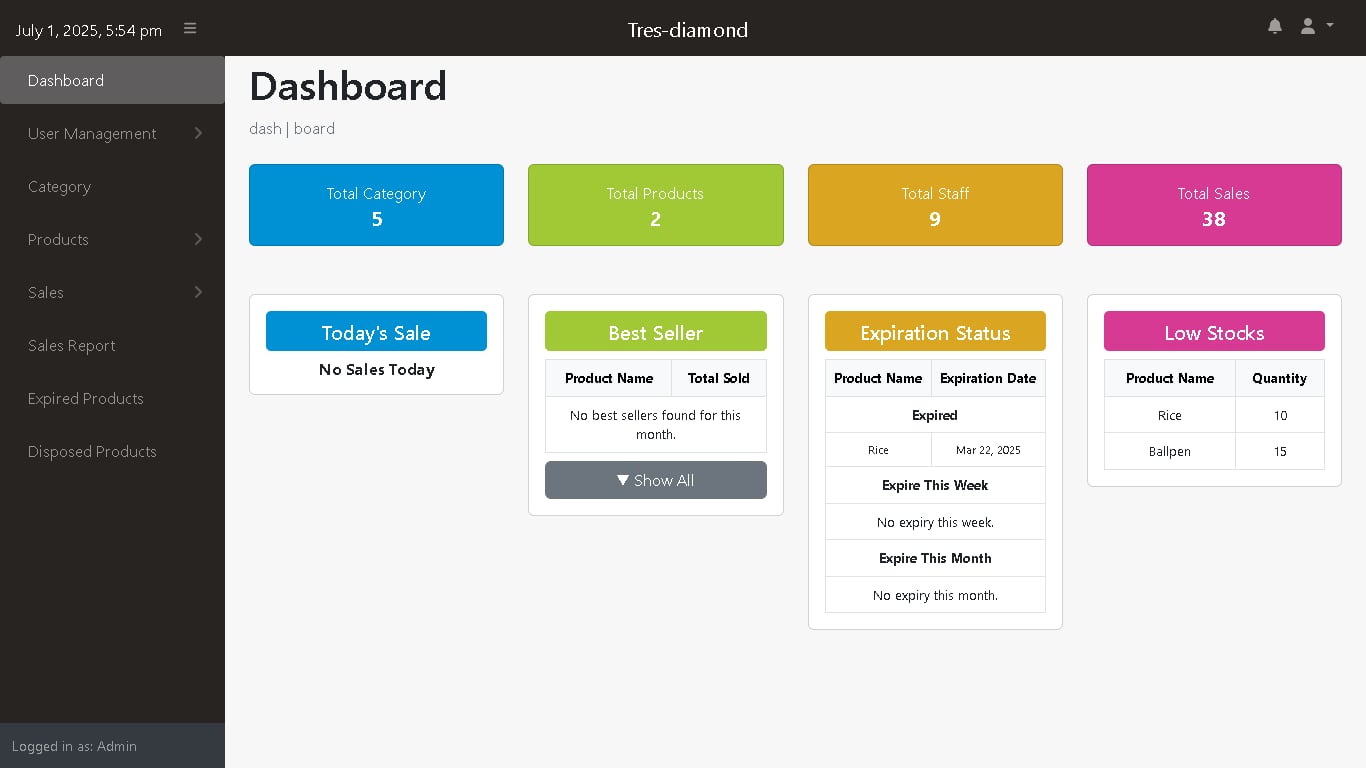 July 1, 2025, 5:54 pm
Tres-diamond
Dashboard
User Management
Category
Products
Sales
Sales Report
Expired Products
Disposed Products
Logged in as: Admin
Dashboard
dash | board
Total Category
5
Total Products
2
Total Staff
9
Total Sales
38
Today's Sale
No Sales Today
Best Seller
Product Name Total Sold
No best sellers found for this
month.
▼ Show All
Expiration Status
Product Name Expiration Date
Expired
Rice Mar 22, 2025
Expire This Week
No expiry this week.
Expire This Month
No expiry this month.
Low Stocks
Product Name Quantity
Rice 10
Ballpen 15